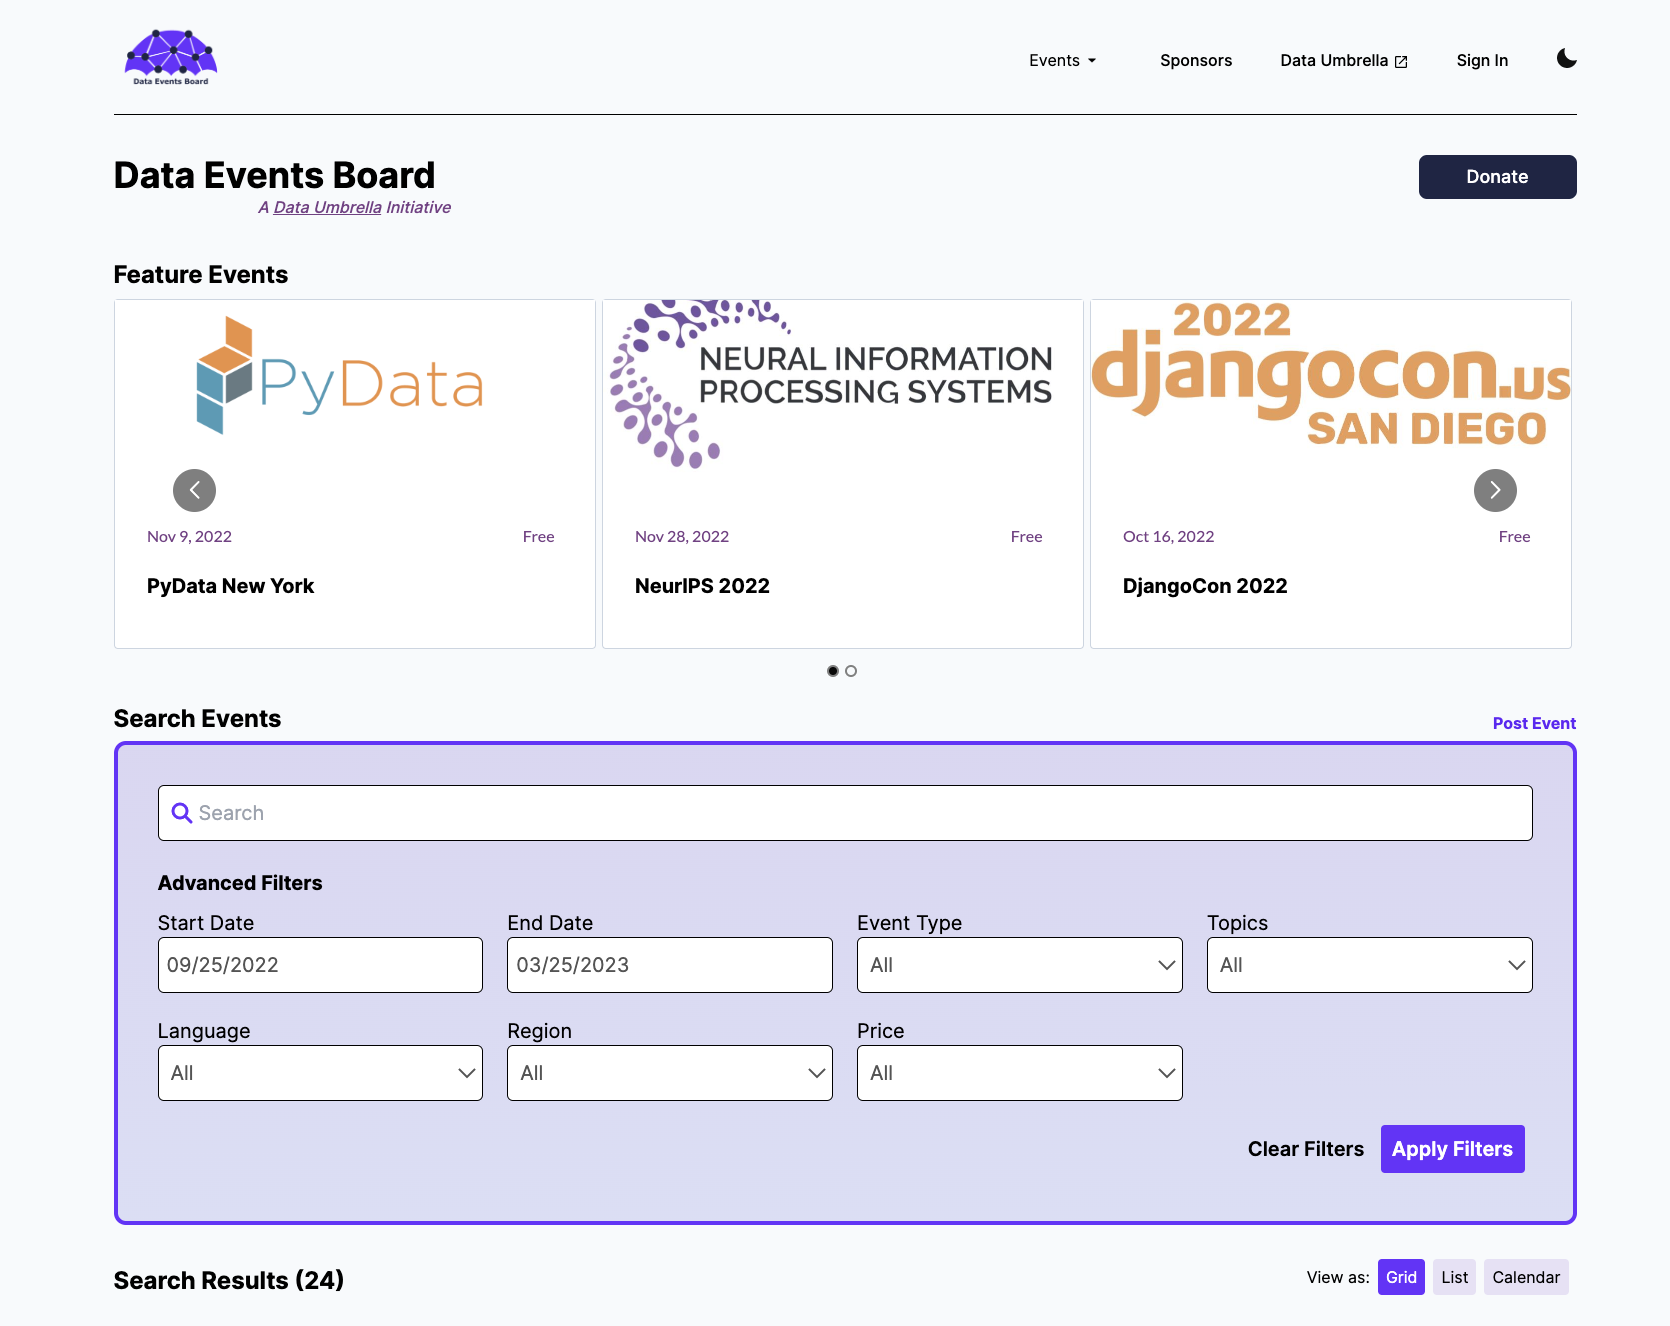 Data Events Board
Events
Sponsors
Data Umbrella
Sign In
Data Events Board
A Data Umbrella Initiative
Donate
Feature Events
PyData
NEURAL INFORMATION
PROCESSING SYSTEMS
2022
djangocon.us
SAN DIEGO
Nov 9, 2022
Free
PyData New York
Nov 28, 2022
Free
NeurIPS 2022
Oct 16, 2022
Free
DjangoCon 2022
Search Events
Post Event
Search
Advanced Filters
Start Date
09/25/2022
End Date
03/25/2023
Event Type
All
Topics
All
Language
All
Region
All
Price
All
Clear Filters
Apply Filters
Search Results (24)
View as:
Grid
List
Calendar